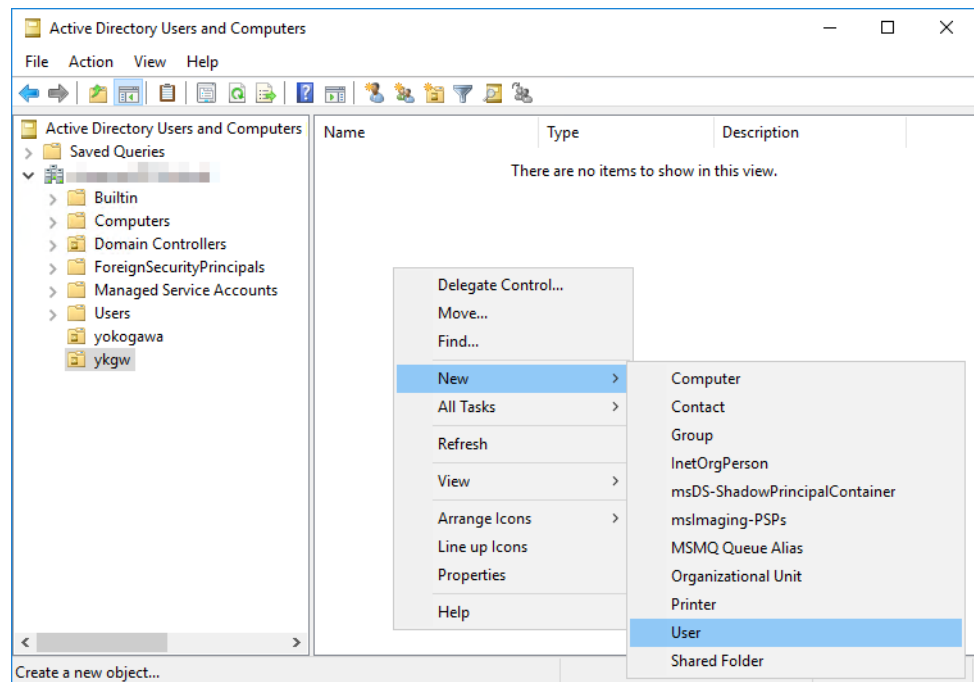 Active Directory Users and Computers
File Action View Help
Active Directory Users and Computers
Saved Queries
Builtin
Computers
Domain Controllers
ForeignSecurityPrincipals
Managed Service Accounts
Users
yokogawa
ykgw
Name Type Description
There are no items to show in this view.
Delegate Control...
Move...
Find...
New
All Tasks
Refresh
View
Arrange Icons
Line up Icons
Properties
Help
Computer
Contact
Group
InetOrgPerson
msDS-ShadowPrincipalContainer
msImaging-PSPs
MSMQ Queue Alias
Organizational Unit
Printer
User
Shared Folder
Create a new object...